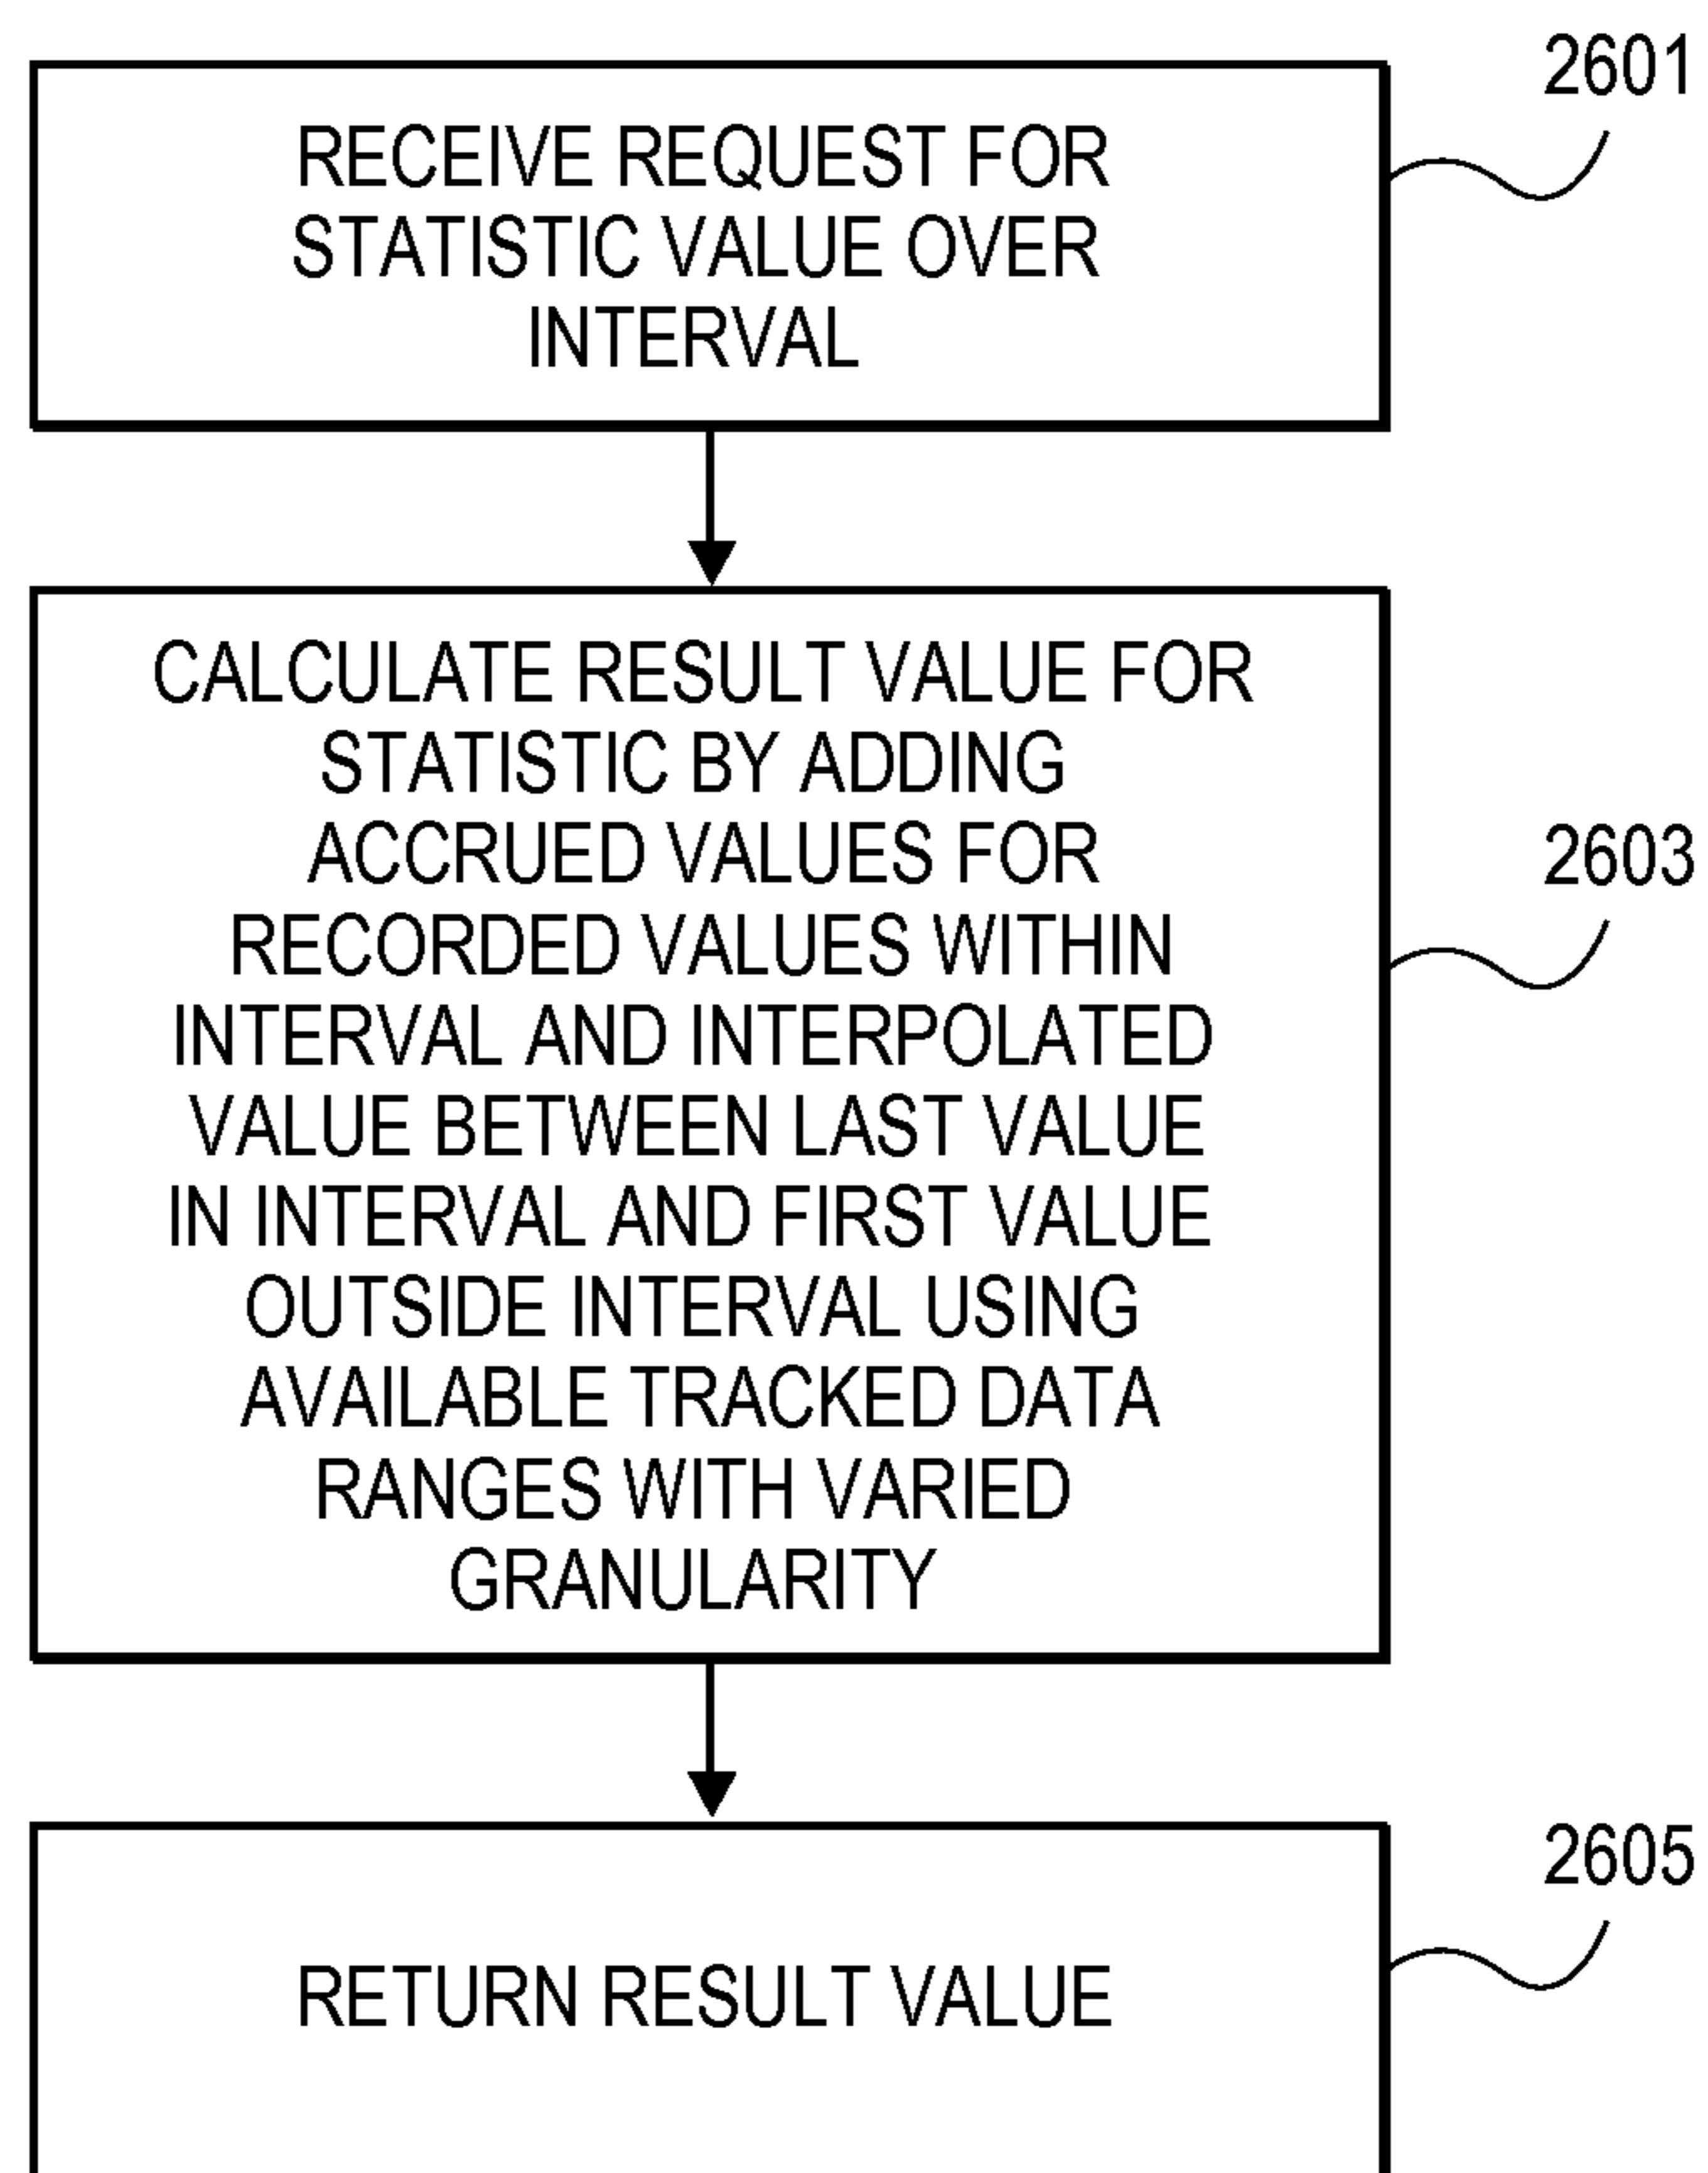 2601
RECEIVE REQUEST FOR
STATISTIC VALUE OVER
INTERVAL
CALCULATE RESULT VALUE FOR
STATISTIC BY ADDING
ACCRUED VALUES FOR
RECORDED VALUES WITHIN
INTERVAL AND INTERPOLATED
VALUE BETWEEN LAST VALUE
IN INTERVAL AND FIRST VALUE
OUTSIDE INTERVAL USING
AVAILABLE TRACKED DATA
RANGES WITH VARIED
GRANULARITY
2603
RETURN RESULT VALUE
2605